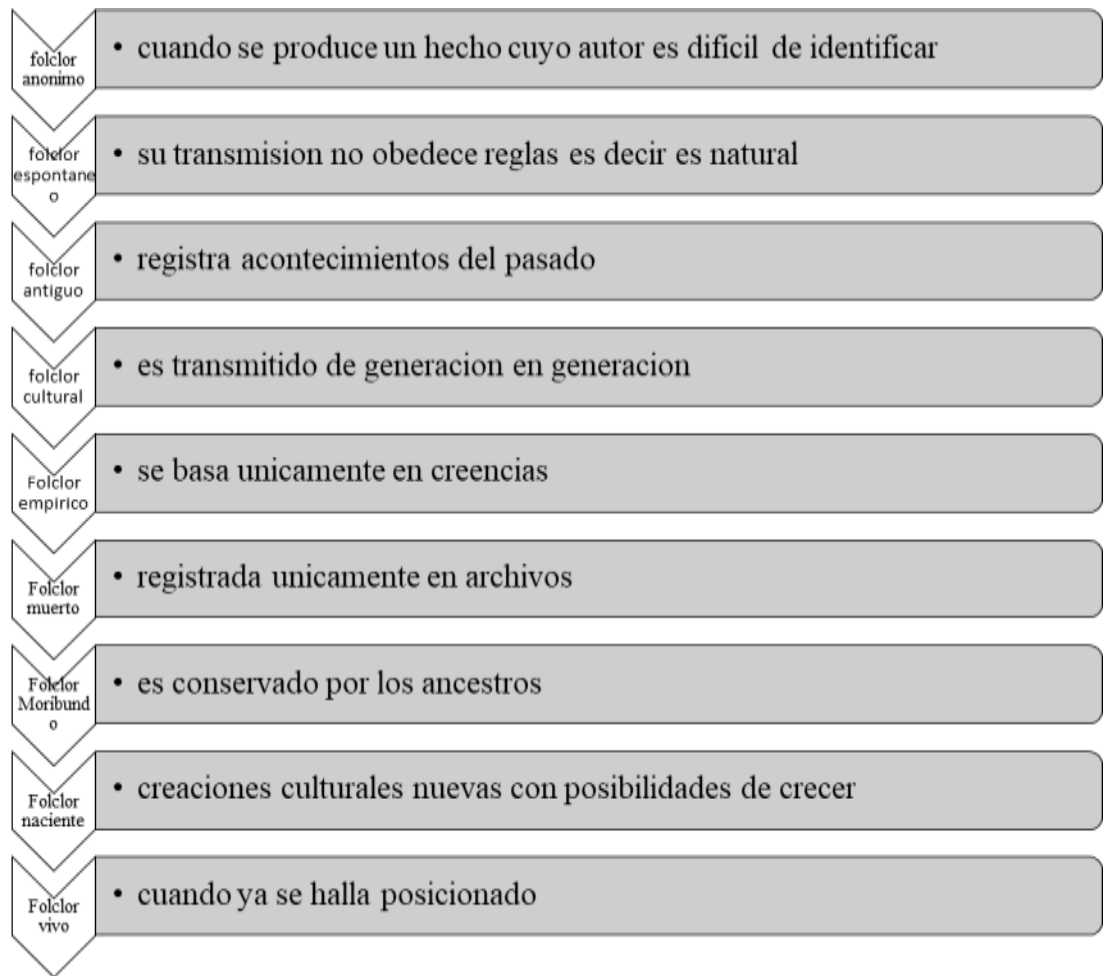 folclor
anonimo
• cuando se produce un hecho cuyo autor es dificil de identificar
folclor
espontane
o
• su transmision no obedece reglas es decir es natural
folclor
antiguo
• registra acontecimientos del pasado
folclor
cultural
• es transmitido de generacion en generacion
Folclor
empirico
• se basa unicamente en creencias
Folclor
muerto
• registrada unicamente en archivos
Folclor
Moribund
o
• es conservado por los ancestros
Folclor
naciente
• creaciones culturales nuevas con posibilidades de crecer
Folclor
vivo
• cuando ya se halla posicionado